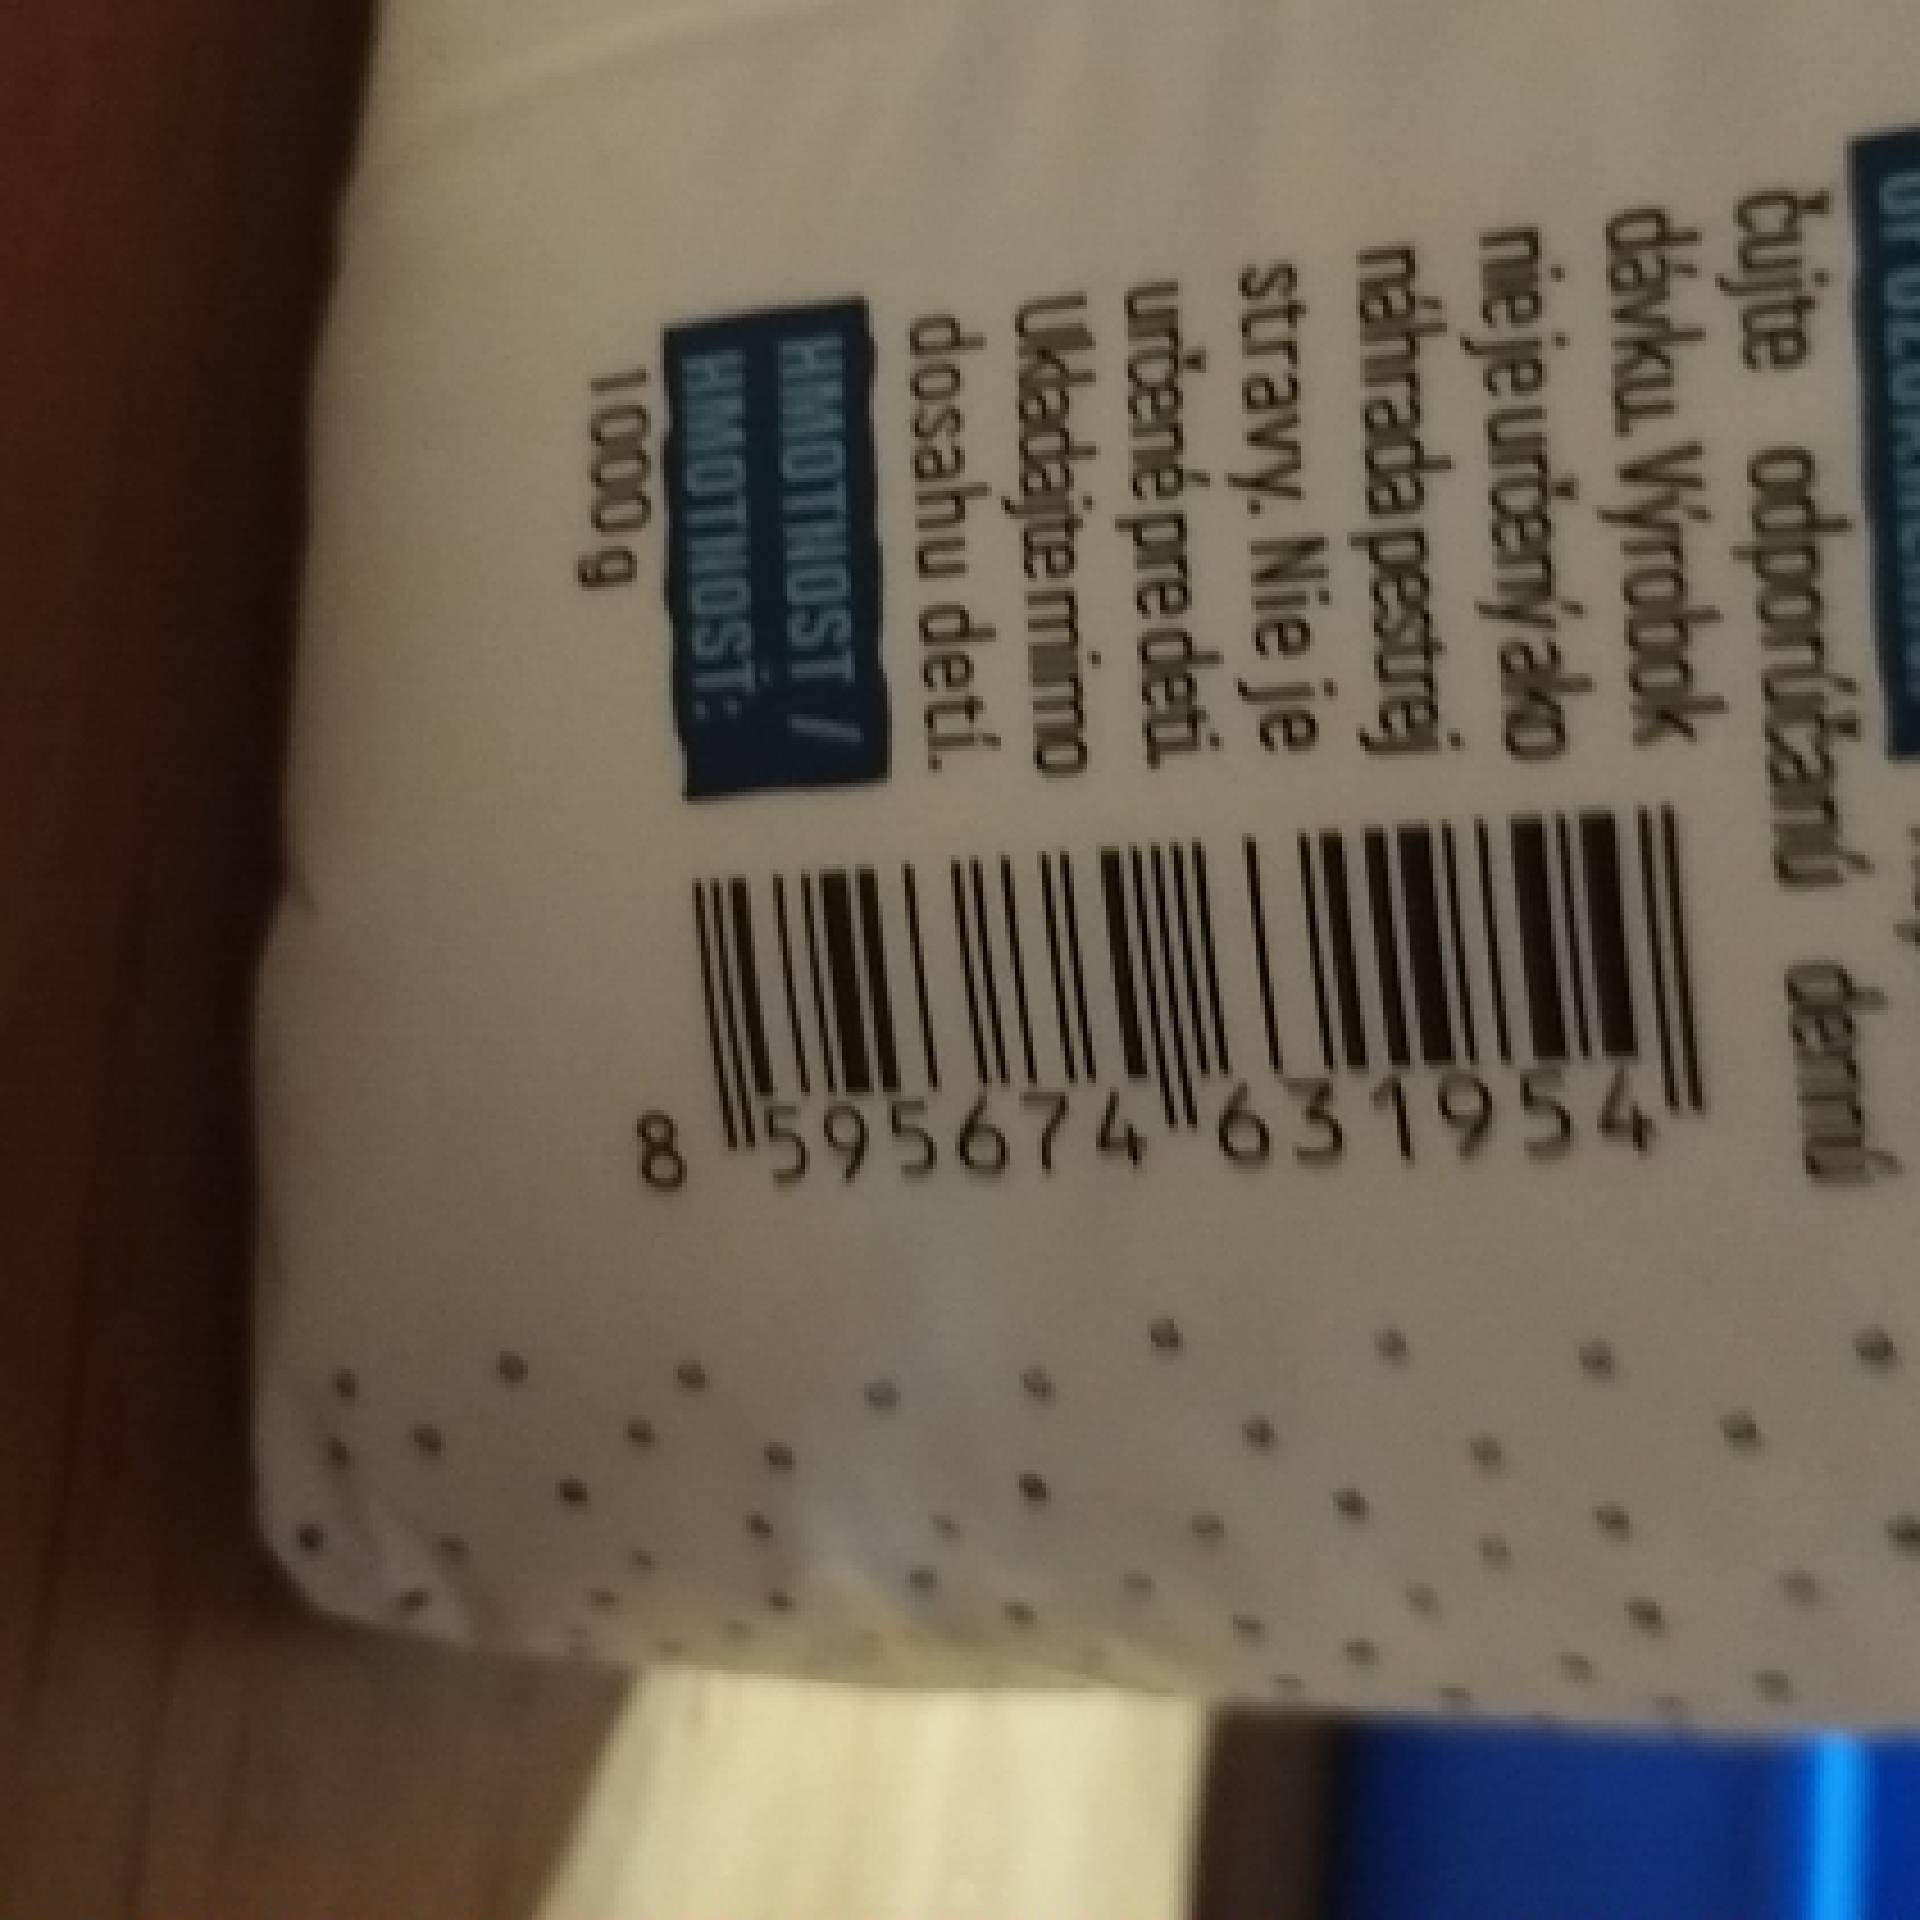 čujte odporúčanú dennú
dávku. Výrobok
nie je určený ako
náhrada pestrej
stravy. Nie je
určené pre deti.
Ukladajte mimo
dosahu detí.
HMOTNOST /
HMOTNOSŤ:
1000 g
8 595674 631954